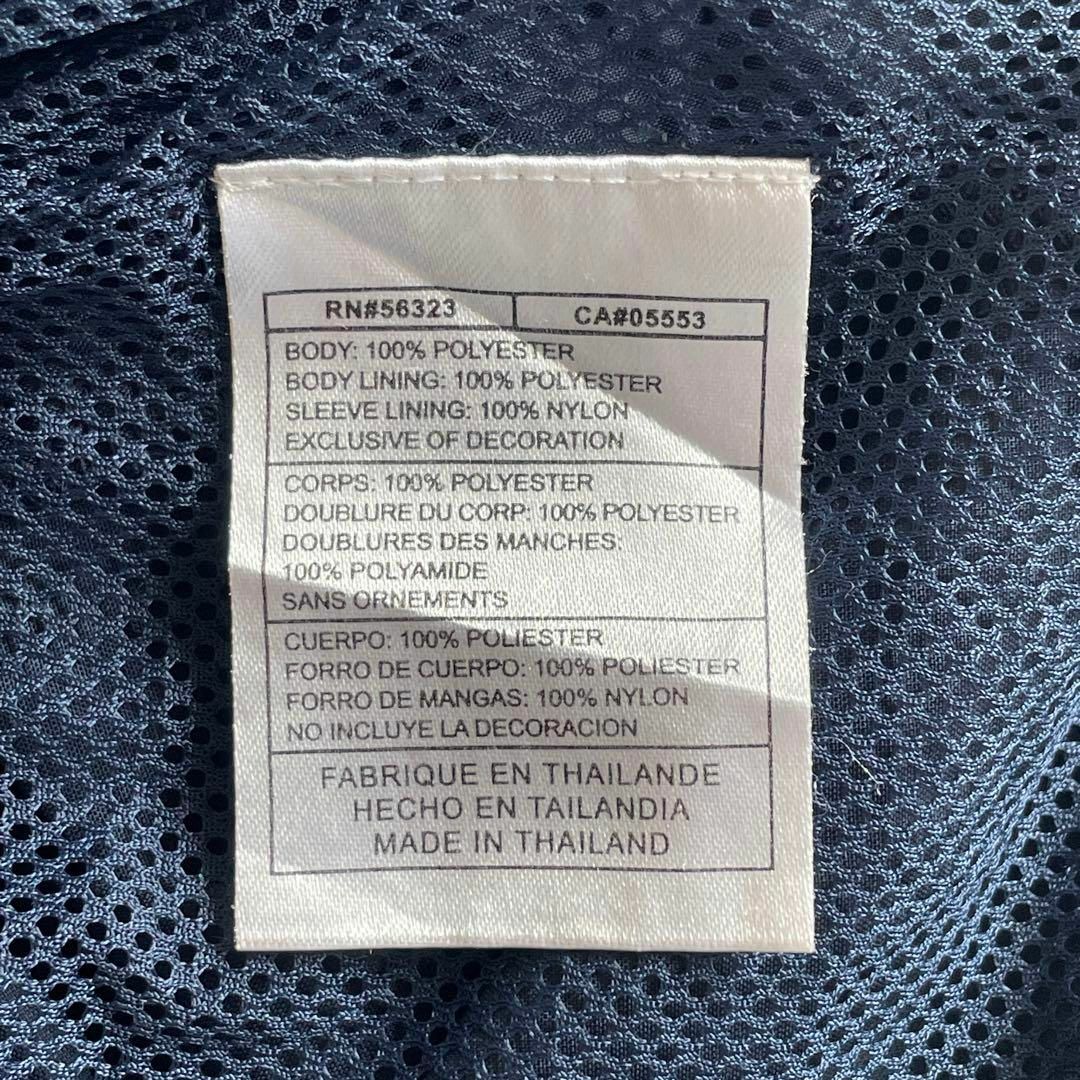 RN#56323 CA#05553
BODY: 100% POLYESTER
BODY LINING: 100% POLYESTER
SLEEVE LINING: 100% NYLON
EXCLUSIVE OF DECORATION
CORPS: 100% POLYESTER
DOUBLURE DU CORP: 100% POLYESTER
DOUBLURES DES MANCHES:
100% POLYAMIDE
SANS ORNEMENTS
CUERPO: 100% POLIESTER
FORRO DE CUERPO: 100% POLIESTER
FORRO DE MANGAS: 100% NYLON
NO INCLUYE LA DECORACION
FABRIQUE EN THAILANDE
HECHO EN TAILANDIA
MADE IN THAILAND